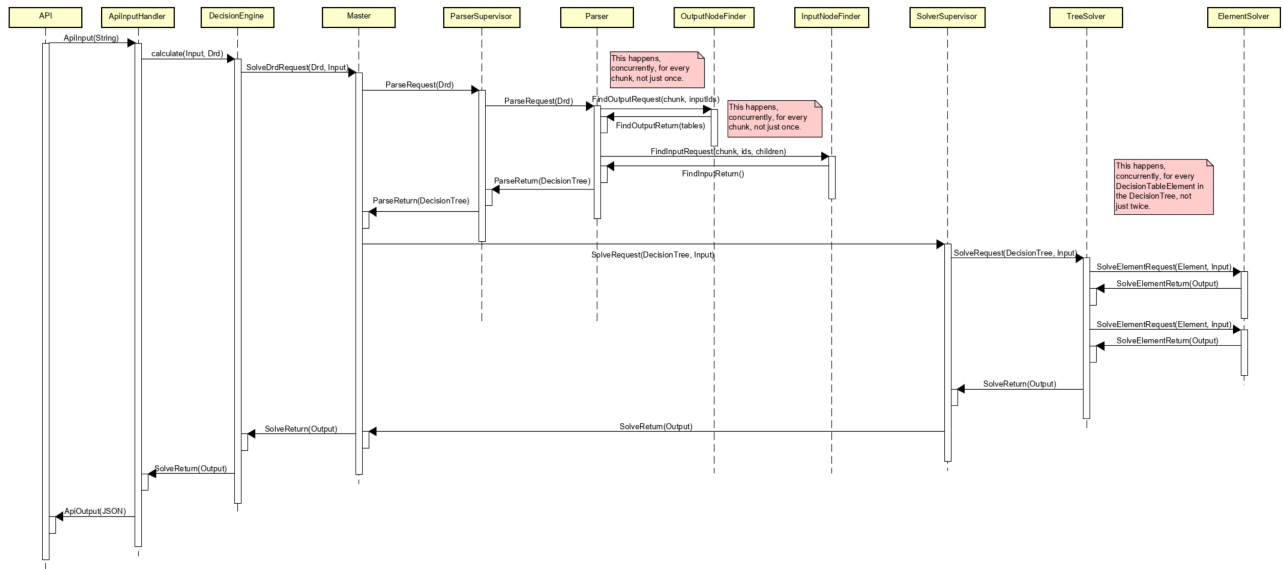 API
ApiInputHandler
DecisionEngine
Master
ParserSupervisor
Parser
OutputNodeFinder
InputNodeFinder
SolverSupervisor
TreeSolver
ElementSolver
ApiInput(String)
calculate(Input, Drd)
SolveDrdRequest(Drd, Input)
ParseRequest(Drd)
ParseRequest(Drd)
This happens,
concurrently, for every
chunk, not just once.
FindOutputRequest(chunk, inputIds)
This happens,
concurrently, for every
chunk, not just once.
FindOutputReturn(tables)
FindInputRequest(chunk, ids, children)
FindInputReturn()
This happens,
concurrently, for every
DecisionTableElement in
the DecisionTree, not
just twice.
ParseReturn(DecisionTree)
ParseReturn(DecisionTree)
SolveRequest(DecisionTree, Input)
SolveRequest(DecisionTree, Input)
SolveElementRequest(Element, Input)
SolveElementReturn(Output)
SolveElementRequest(Element, Input)
SolveElementReturn(Output)
SolveReturn(Output)
SolveReturn(Output)
SolveReturn(Output)
SolveReturn(Output)
ApiOutput(JSON)